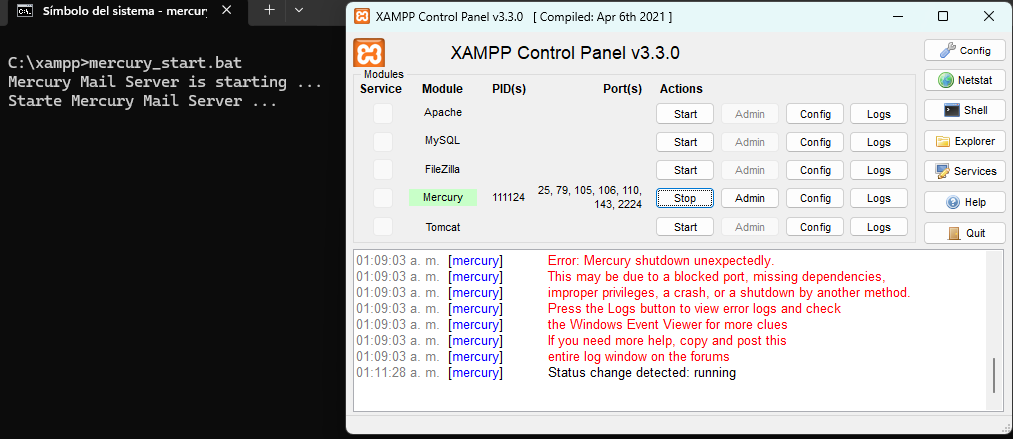 Símbolo del sistema - mercury
C:\xampp>mercury_start.bat
Mercury Mail Server is starting ...
Starte Mercury Mail Server ...
XAMPP Control Panel v3.3.0 [ Compiled: Apr 6th 2021 ]
XAMPP Control Panel v3.3.0
Config
Netstat
Shell
Explorer
Services
Help
Quit
Modules
Service Module PID(s) Port(s) Actions
Apache Start Admin Config Logs
MySQL Start Admin Config Logs
FileZilla Start Admin Config Logs
Mercury 111124 25, 79, 105, 106, 110, Stop Admin Config Logs
143, 2224
Tomcat Start Admin Config Logs
01:09:03 a. m. [mercury] Error: Mercury shutdown unexpectedly.
01:09:03 a. m. [mercury] This may be due to a blocked port, missing dependencies,
01:09:03 a. m. [mercury] improper privileges, a crash, or a shutdown by another method.
01:09:03 a. m. [mercury] Press the Logs button to view error logs and check
01:09:03 a. m. [mercury] the Windows Event Viewer for more clues
01:09:03 a. m. [mercury] If you need more help, copy and post this
01:09:03 a. m. [mercury] entire log window on the forums
01:11:28 a. m. [mercury] Status change detected: running